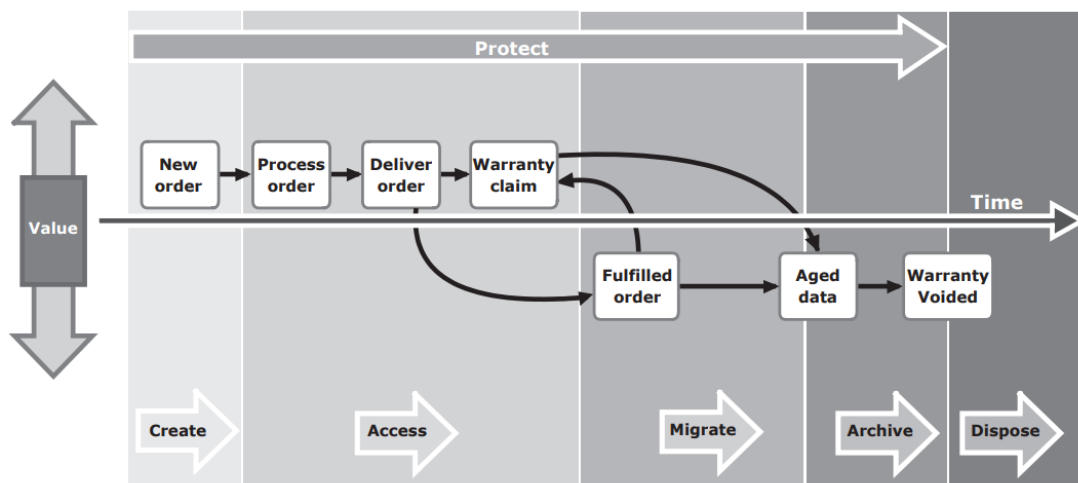 Protect
New
order
Process
order
Deliver
order
Warranty
claim
Time
Value
Fulfilled
order
Aged
data
Warranty
Voided
Create
Access
Migrate
Archive
Dispose